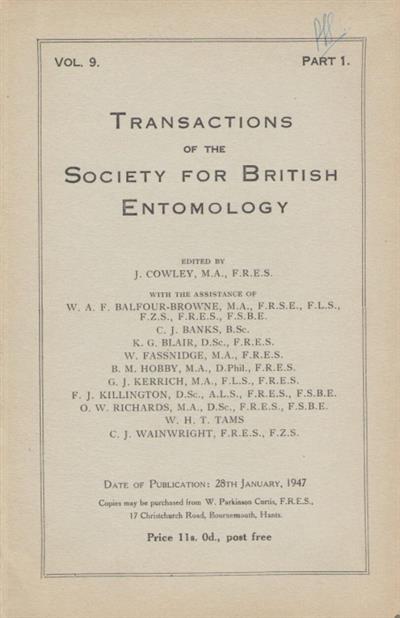 VOL. 9.
PART 1.
TRANSACTIONS
OF THE
SOCIETY FOR BRITISH
ENTOMOLOGY
EDITED BY
J. COWLEY, M.A., F.R.E.S.
WITH THE ASSISTANCE OF
W. A. F. BALFOUR-BROWNE, M.A., F.R.S.E., F.L.S.,
F.Z.S., F.R.E.S., F.S.B.E.
C. J. BANKS, B.Sc.
K. G. BLAIR, D.Sc., F.R.E.S.
W. FASSNIDGE, M.A., F.R.E.S.
B. M. HOBBY, M.A., D.Phil., F.R.E.S.
G. J. KERRICH, M.A., F.L.S., F.R.E.S.
F. J. KILLINGTON, D.Sc., A.L.S., F.R.E.S., F.S.B.E.
O. W. RICHARDS, M.A., D.Sc., F.R.E.S., F.S.B.E.
W. H. T. TAMS
C. J. WAINWRIGHT, F.R.E.S., F.Z.S.
DATE OF PUBLICATION: 28TH JANUARY, 1947
Copies may be purchased from W. Parkinson Curtis, F.R.E.S.,
17 Christchurch Road, Bournemouth, Hants.
Price 11s. 0d., post free